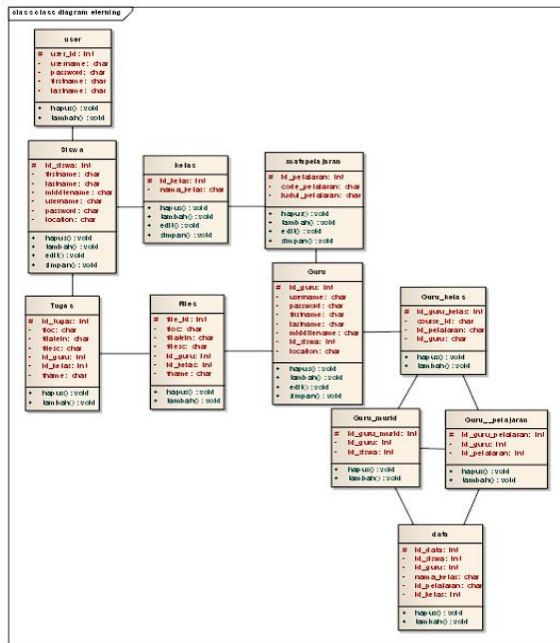 class class diagram elerning
user
# user_id: int
- username: char
- password: char
- firstname: char
- lastname: char
+ hapus() : void
+ tambah() : void
Siswa
# id_siswa: int
- firstname: char
- lastname: char
- middlename: char
- username: char
- password: char
- location: char
+ hapus() : void
+ tambah() : void
+ edit() : void
+ simpan() : void
kelas
# id_kelas: int
- nama_kelas: char
+ hapus() : void
+ tambah() : void
+ edit() : void
+ simpan() : void
matapelajaran
# id_pelajaran: int
- code_pelajaran: char
- judul_pelajaran: char
+ hapus() : void
+ tambah() : void
+ edit() : void
+ simpan() : void
Tugas
# id_tugas: int
- floc: char
- fdatein: char
- fdesc: char
- id_guru: int
- id_kelas: int
- fname: char
+ hapus() : void
+ tambah() : void
Files
# file_id: int
- floc: char
- fdatein: char
- fdesc: char
- id_guru: int
- id_kelas: int
- fname: char
+ hapus() : void
+ tambah() : void
Guru
# id_guru: int
- username: char
- password: char
- firstname: char
- lastname: char
- middlename: char
- id_siswa: int
- location: char
+ hapus() : void
+ tambah() : void
+ edit() : void
+ simpan() : void
Guru_kelas
# id_guru_kelas: int
- course_id: char
- id_pelajaran: char
- id_guru: char
+ hapus() : void
+ tambah() : void
Guru_murid
# id_guru_murid: int
- id_guru: int
- id_siswa: int
+ hapus() : void
+ tambah() : void
Guru__pelajaran
# id_guru_pelajaran: int
- id_guru: int
- id_pelajaran: int
+ hapus() : void
+ tambah() : void
data
# id_data: int
- id_siswa: int
- id_guru: int
- nama_kelas: char
- id_pelajaran: char
- id_kelas: int
+ hapus() : void
+ tambah() : void